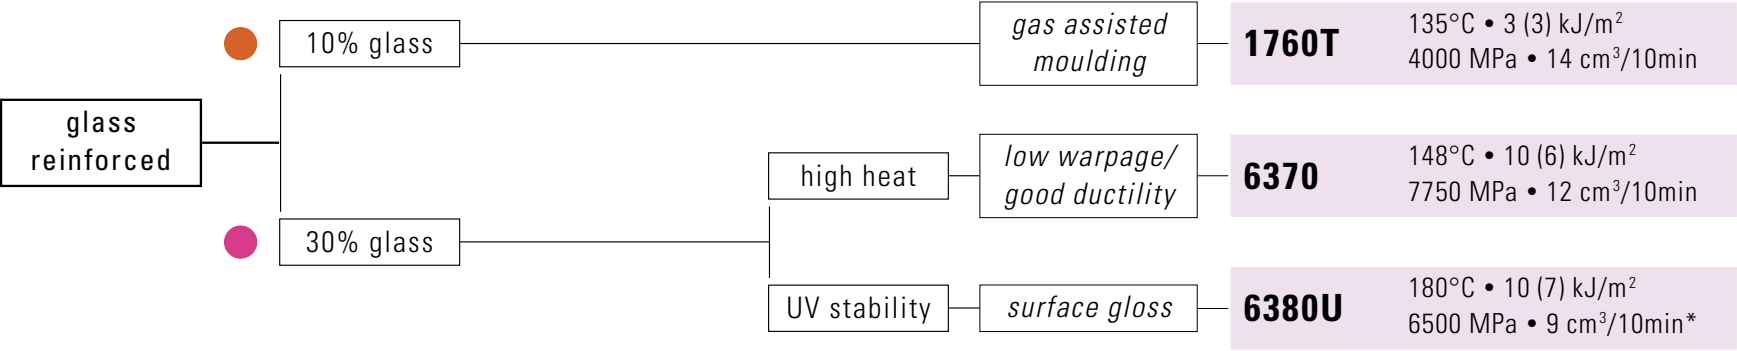 glass
reinforced
10% glass
gas assisted
moulding
1760T
135°C • 3 (3) kJ/m²
4000 MPa • 14 cm³/10min
30% glass
high heat
low warpage/
good ductility
6370
148°C • 10 (6) kJ/m²
7750 MPa • 12 cm³/10min
UV stability
surface gloss
6380U
180°C • 10 (7) kJ/m²
6500 MPa • 9 cm³/10min*